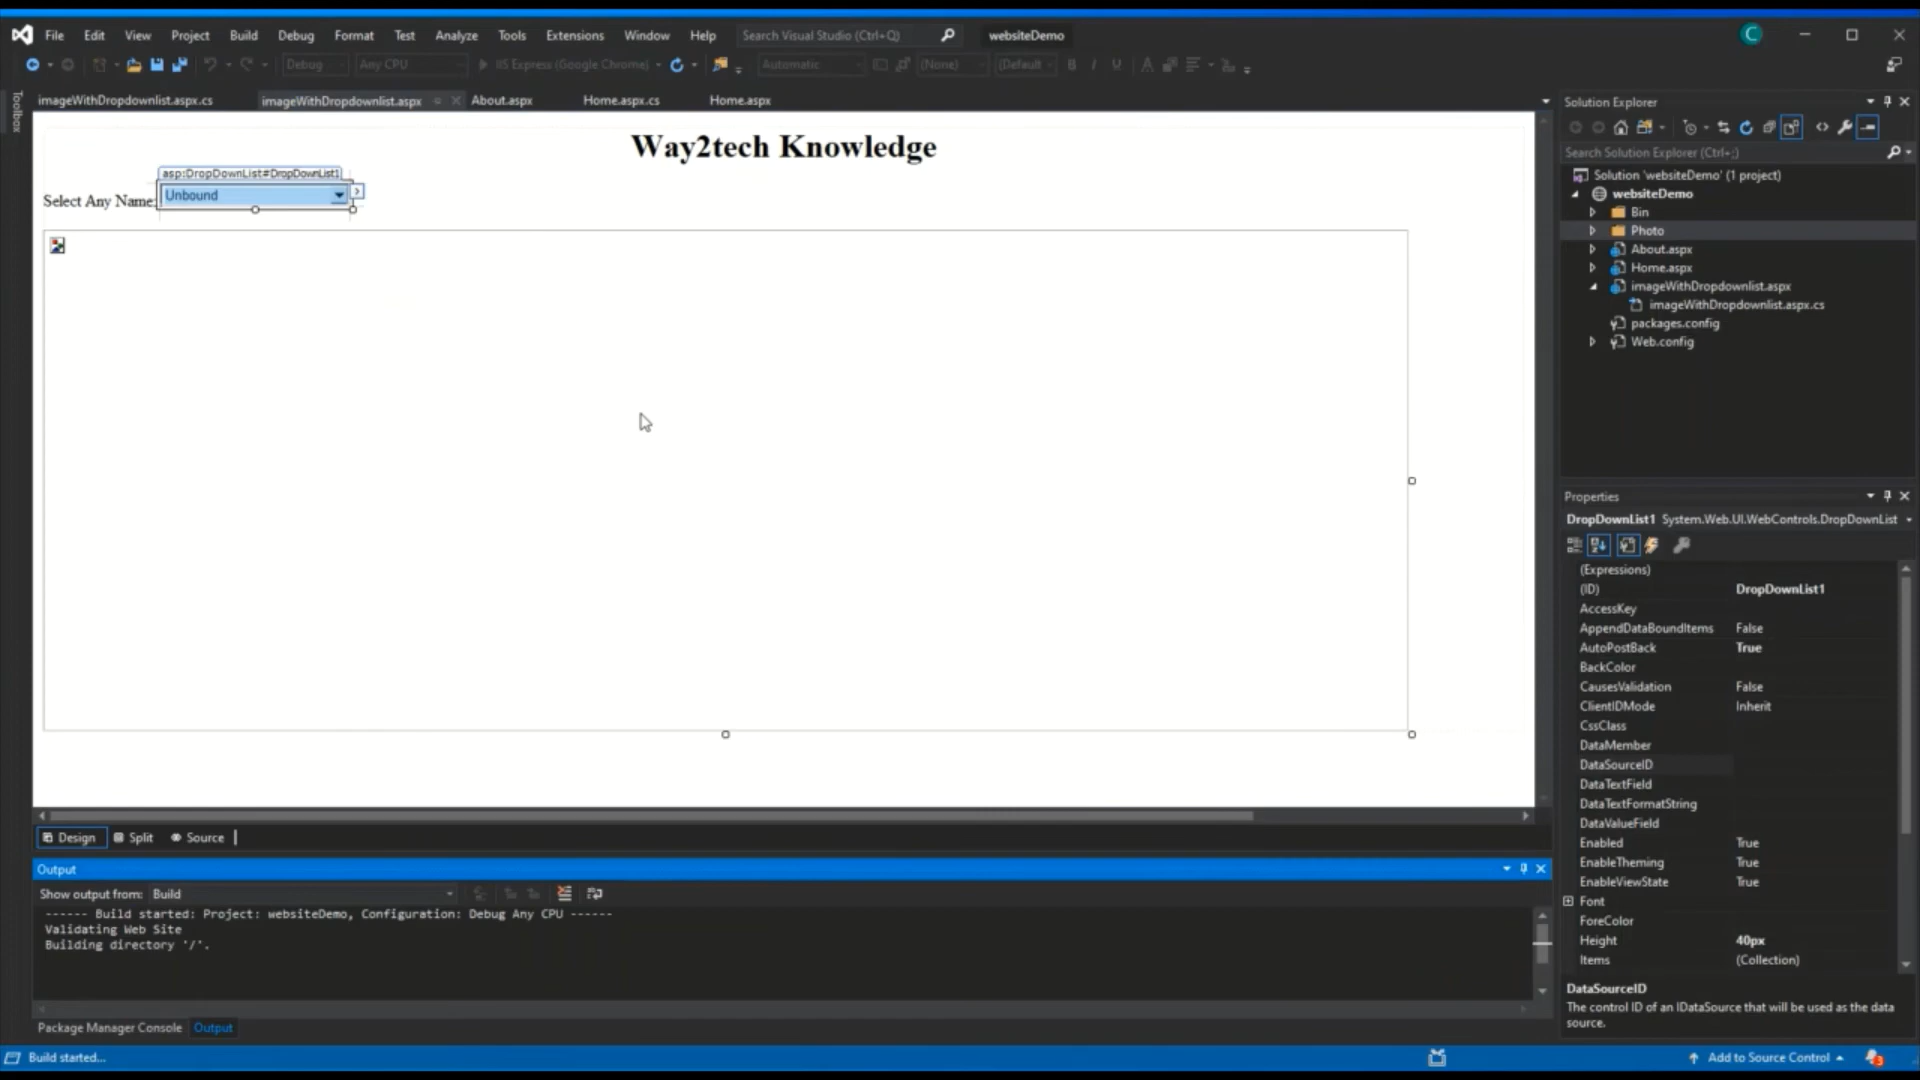 File Edit View Project Build Debug Format Test Analyze Tools Extensions Window Help Search Visual Studio (Ctrl+Q) websiteDemo C
Debug Any CPU IIS Express (Google Chrome) Automatic (None) (Default B I U A
Toolbox
imageWithDropdownlist.aspx.cs imageWithDropdownlist.aspx About.aspx Home.aspx.cs Home.aspx
Way2tech Knowledge
asp:DropDownList#DropDownList1
Select Any Name: Unbound
Design Split Source
Output
Show output from: Build
------ Build started: Project: websiteDemo, Configuration: Debug Any CPU ------
Validating Web Site
Building directory '/'.
Package Manager Console Output
Solution Explorer
Search Solution Explorer (Ctrl+;)
Solution 'websiteDemo' (1 project)
websiteDemo
Bin
Photo
About.aspx
Home.aspx
imageWithDropdownlist.aspx
imageWithDropdownlist.aspx.cs
packages.config
Web.config
Properties
DropDownList1 System.Web.UI.WebControls.DropDownList
(Expressions)
(ID) DropDownList1
AccessKey
AppendDataBoundItems False
AutoPostBack True
BackColor
CausesValidation False
ClientIDMode Inherit
CssClass
DataMember
DataSourceID
DataTextField
DataTextFormatString
DataValueField
Enabled True
EnableTheming True
EnableViewState True
Font
ForeColor
Height 40px
Items (Collection)
DataSourceID
The control ID of an IDataSource that will be used as the data
source.
Build started... Add to Source Control 3